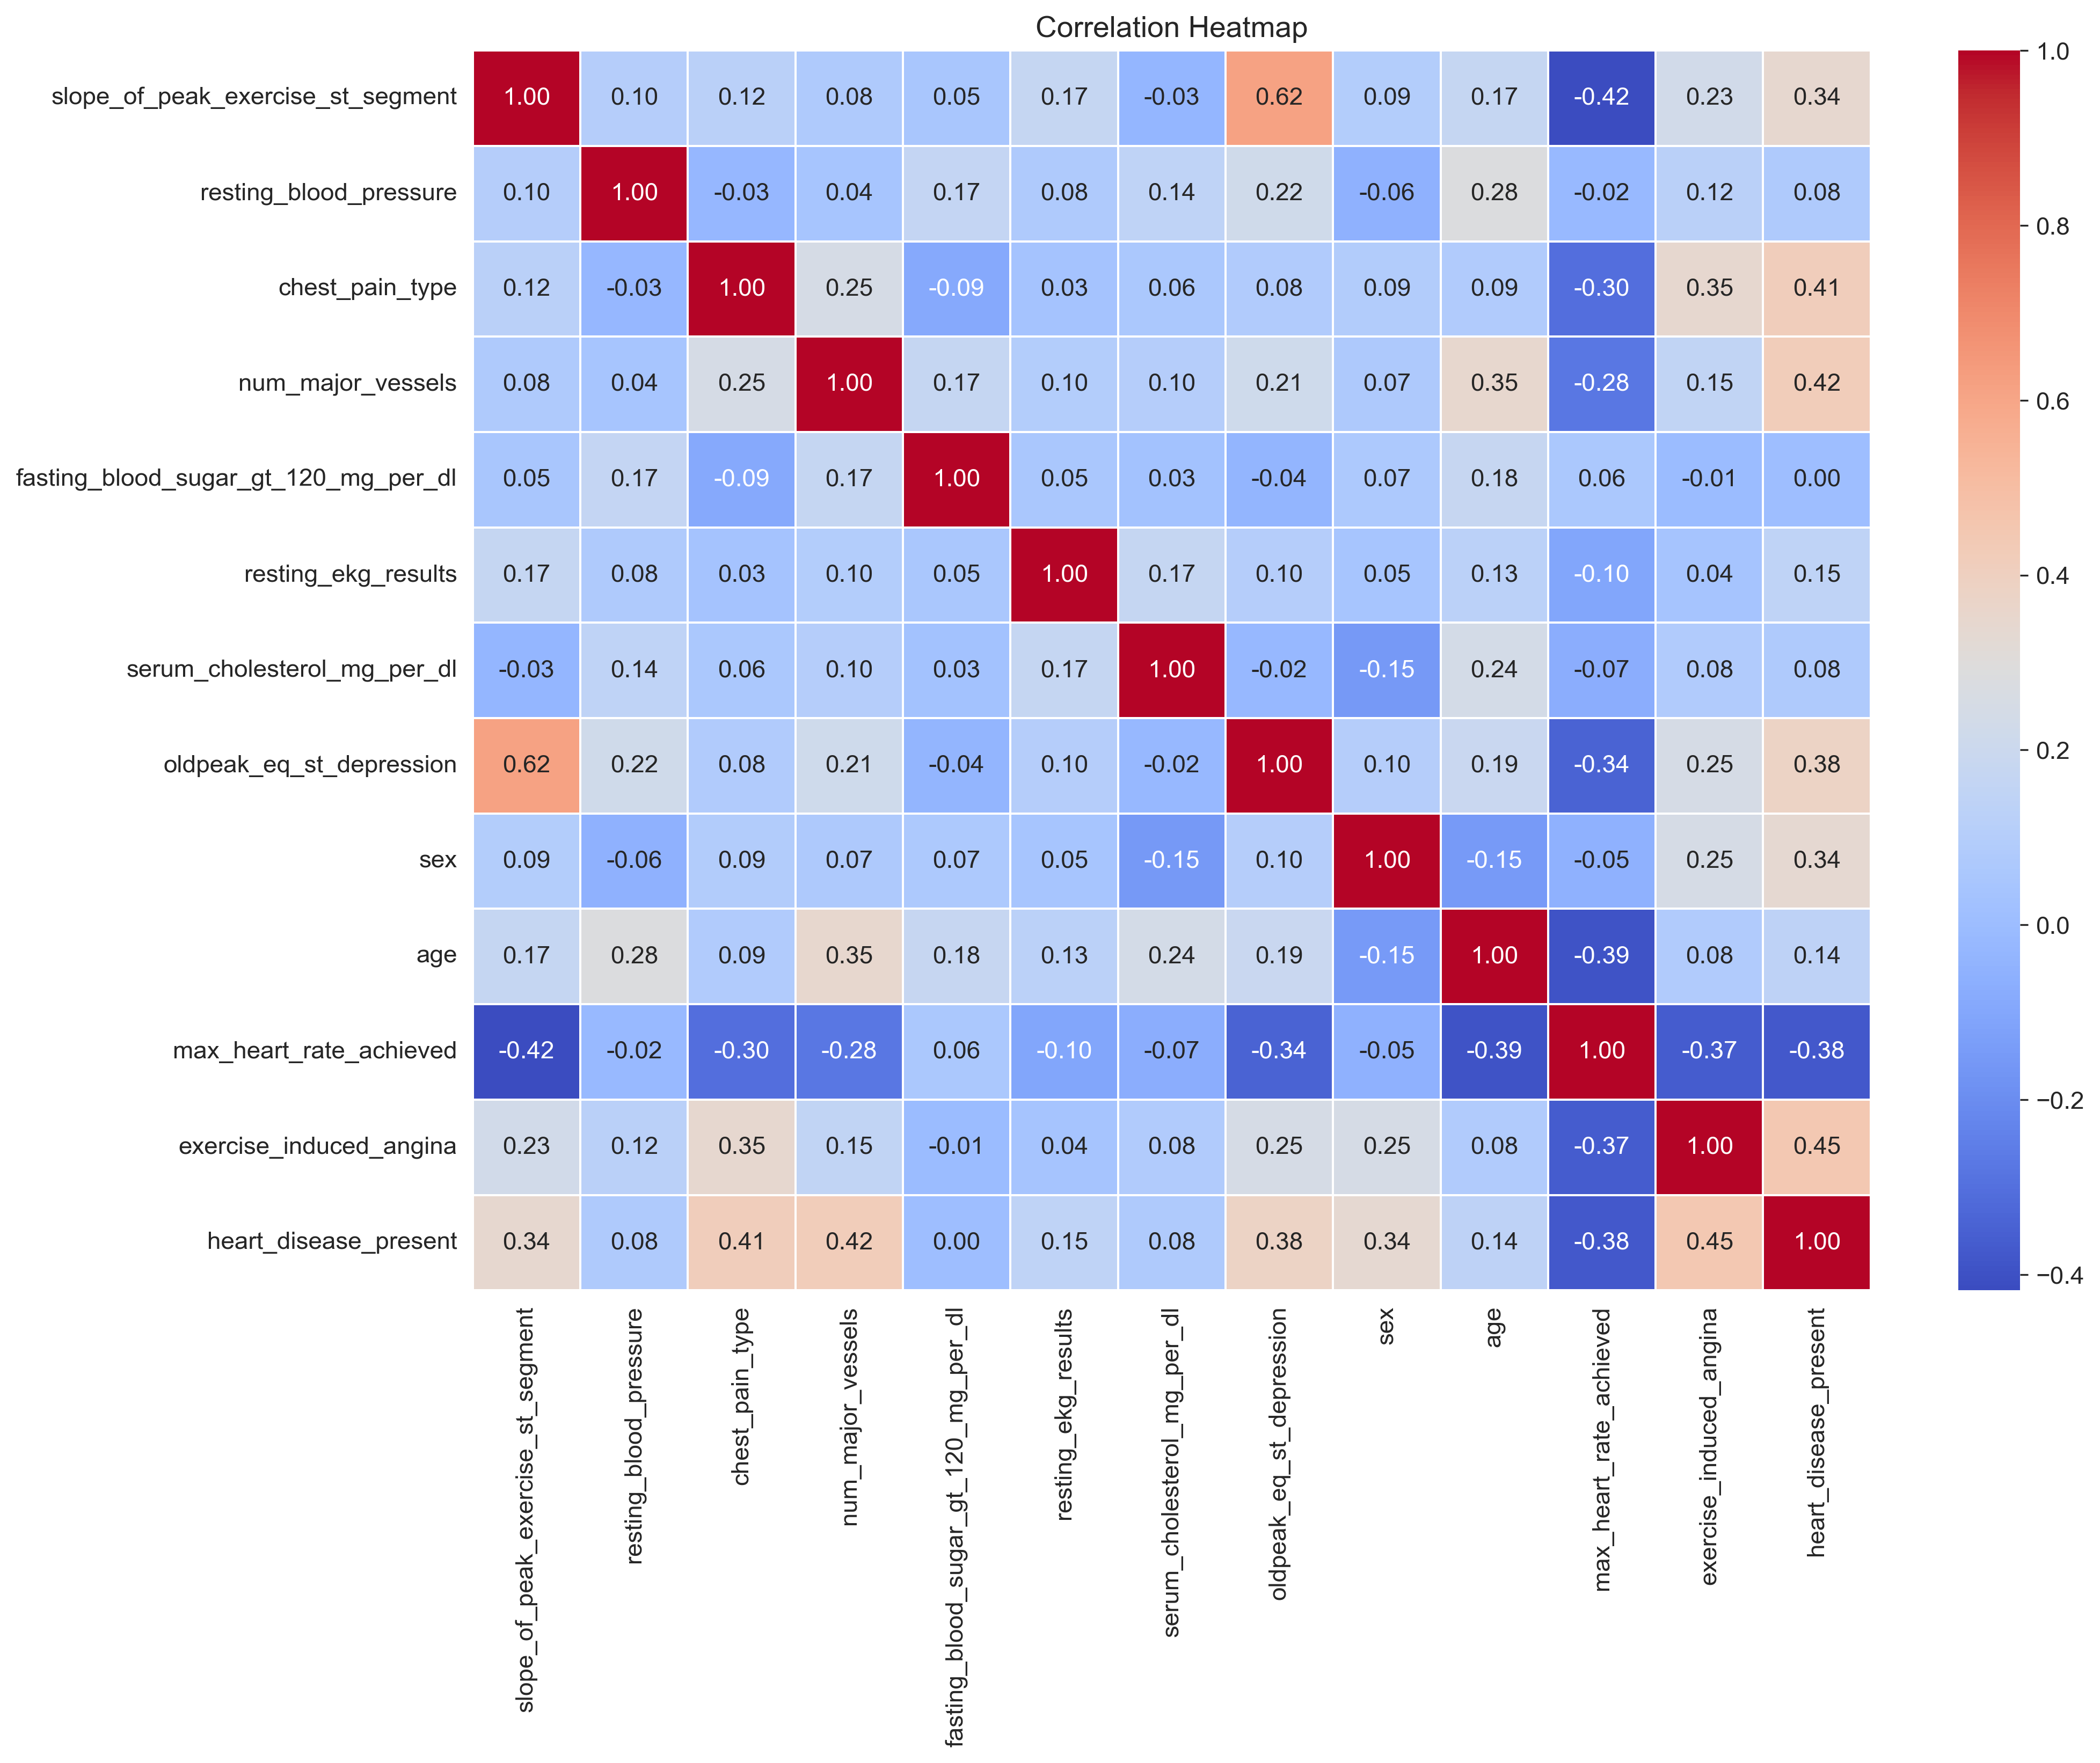 Correlation Heatmap
slope_of_peak_exercise_st_segment 1.00 0.10 0.12 0.08 0.05 0.17 -0.03 0.62 0.09 0.17 -0.42 0.23 0.34
resting_blood_pressure 0.10 1.00 -0.03 0.04 0.17 0.08 0.14 0.22 -0.06 0.28 -0.02 0.12 0.08
chest_pain_type 0.12 -0.03 1.00 0.25 -0.09 0.03 0.06 0.08 0.09 0.09 -0.30 0.35 0.41
num_major_vessels 0.08 0.04 0.25 1.00 0.17 0.10 0.10 0.21 0.07 0.35 -0.28 0.15 0.42
fasting_blood_sugar_gt_120_mg_per_dl 0.05 0.17 -0.09 0.17 1.00 0.05 0.03 -0.04 0.07 0.18 0.06 -0.01 0.00
resting_ekg_results 0.17 0.08 0.03 0.10 0.05 1.00 0.17 0.10 0.05 0.13 -0.10 0.04 0.15
serum_cholesterol_mg_per_dl -0.03 0.14 0.06 0.10 0.03 0.17 1.00 -0.02 -0.15 0.24 -0.07 0.08 0.08
oldpeak_eq_st_depression 0.62 0.22 0.08 0.21 -0.04 0.10 -0.02 1.00 0.10 0.19 -0.34 0.25 0.38
sex 0.09 -0.06 0.09 0.07 0.07 0.05 -0.15 0.10 1.00 -0.15 -0.05 0.25 0.34
age 0.17 0.28 0.09 0.35 0.18 0.13 0.24 0.19 -0.15 1.00 -0.39 0.08 0.14
max_heart_rate_achieved -0.42 -0.02 -0.30 -0.28 0.06 -0.10 -0.07 -0.34 -0.05 -0.39 1.00 -0.37 -0.38
exercise_induced_angina 0.23 0.12 0.35 0.15 -0.01 0.04 0.08 0.25 0.25 0.08 -0.37 1.00 0.45
heart_disease_present 0.34 0.08 0.41 0.42 0.00 0.15 0.08 0.38 0.34 0.14 -0.38 0.45 1.00
slope_of_peak_exercise_st_segment
resting_blood_pressure
chest_pain_type
num_major_vessels
fasting_blood_sugar_gt_120_mg_per_dl
resting_ekg_results
serum_cholesterol_mg_per_dl
oldpeak_eq_st_depression
sex
age
max_heart_rate_achieved
exercise_induced_angina
heart_disease_present
1.0
0.8
0.6
0.4
0.2
0.0
−0.2
−0.4